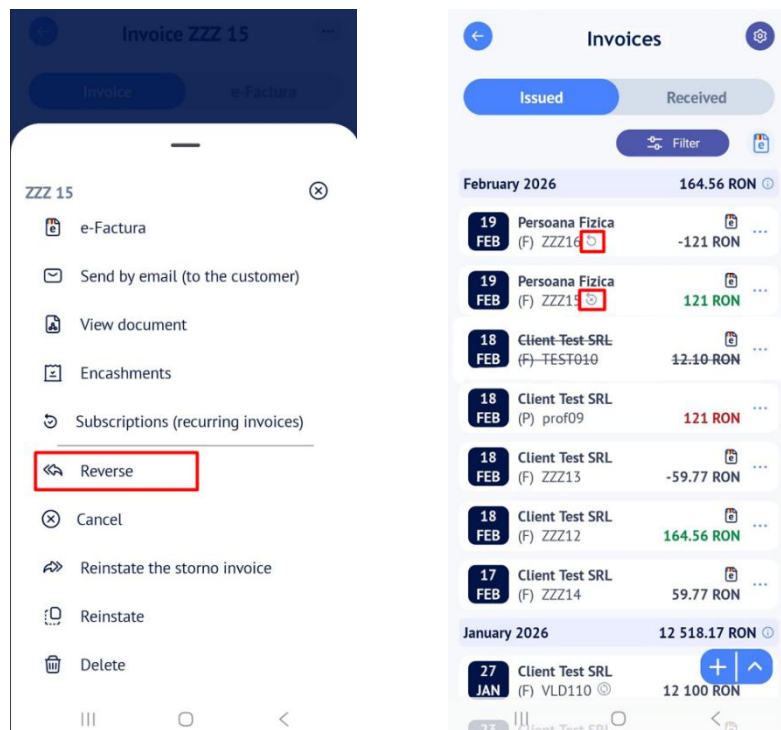 Invoice ZZZ 15
Invoice
e-Factura
ZZZ 15
e-Factura
Send by email (to the customer)
View document
Encashments
Subscriptions (recurring invoices)
Reverse
Cancel
Reinstate the storno invoice
Reinstate
Delete
Invoices
Issued
Received
Filter
February 2026
164.56 RON
19 Persoana Fizica
FEB (F) ZZZ16 -121 RON
19 Persoana Fizica
FEB (F) ZZZ15 121 RON
18 Client Test SRL
FEB (F) TEST010 12.10 RON
18 Client Test SRL
FEB (P) prof09 121 RON
18 Client Test SRL
FEB (F) ZZZ13 -59.77 RON
18 Client Test SRL
FEB (F) ZZZ12 164.56 RON
17 Client Test SRL
FEB (F) ZZZ14 59.77 RON
January 2026
12 518.17 RON
27 Client Test SRL
JAN (F) VLD110 12 100 RON
23 Client Test SRL